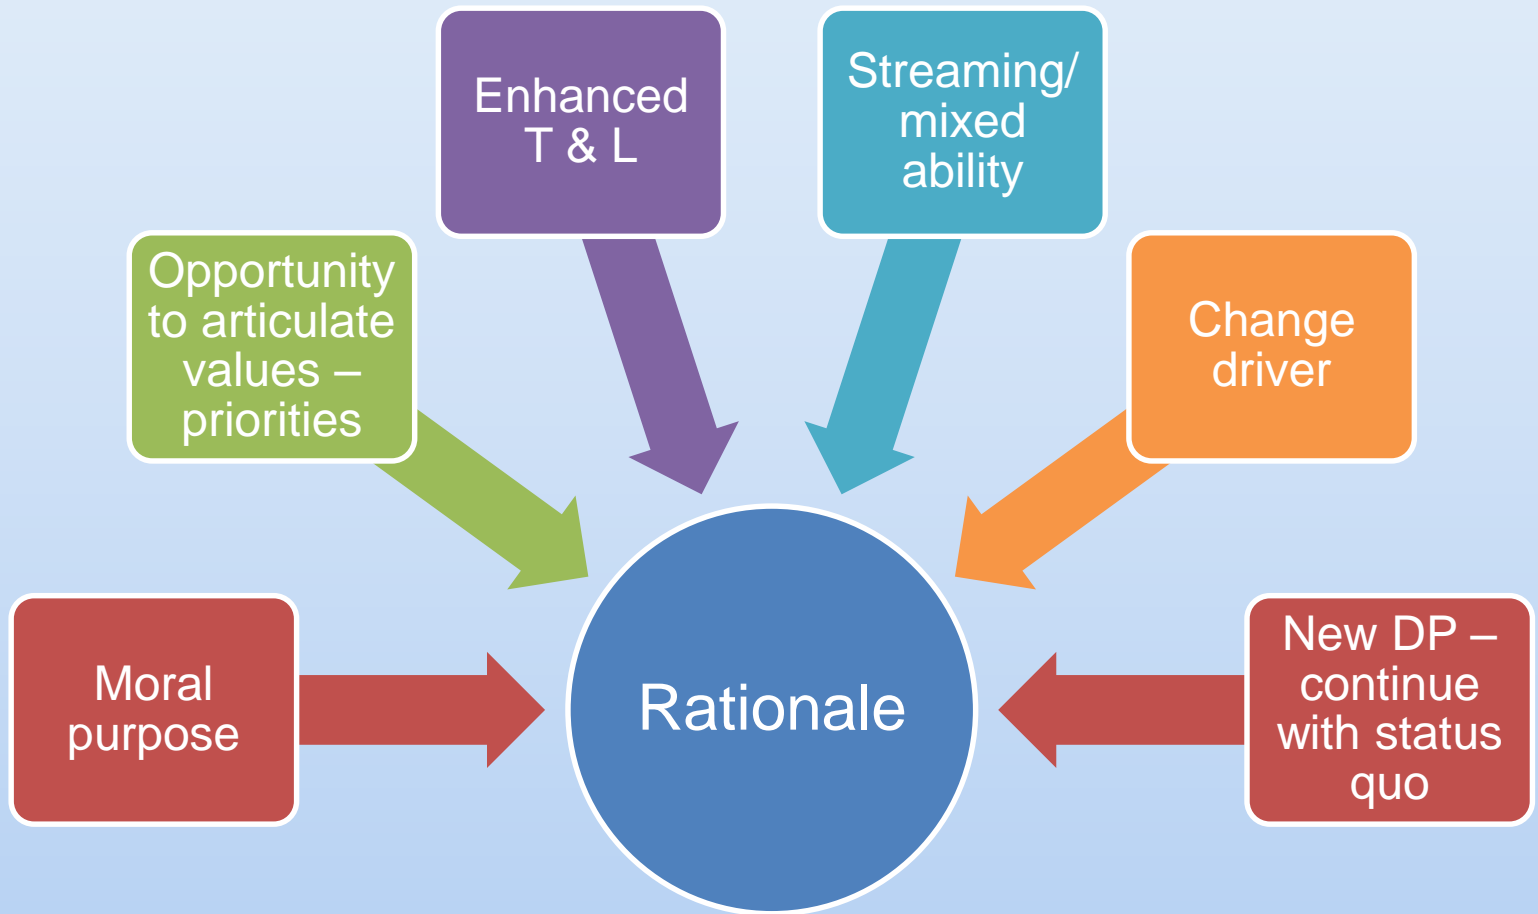 Enhanced
T & L
Streaming/
mixed
ability
Opportunity
to articulate
values –
priorities
Change
driver
Moral
purpose
Rationale
New DP –
continue
with status
quo